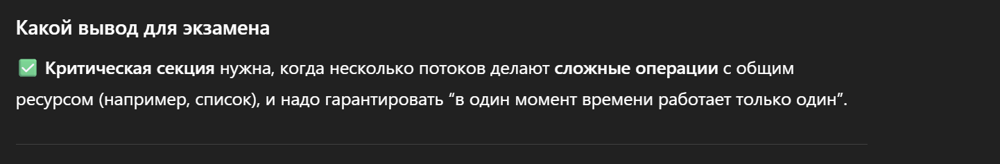 Какой вывод для экзамена
✅ Критическая секция нужна, когда несколько потоков делают сложные операции с общим
ресурсом (например, список), и надо гарантировать “в один момент времени работает только один”.